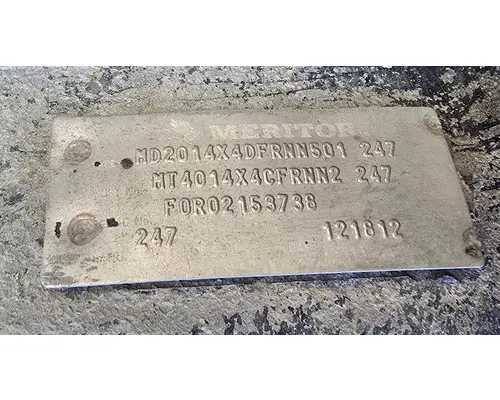 MERITOR
MD2014X4DFRNN501 247
MT4014X4CFRNN2 247
FOR02153738
247 121812